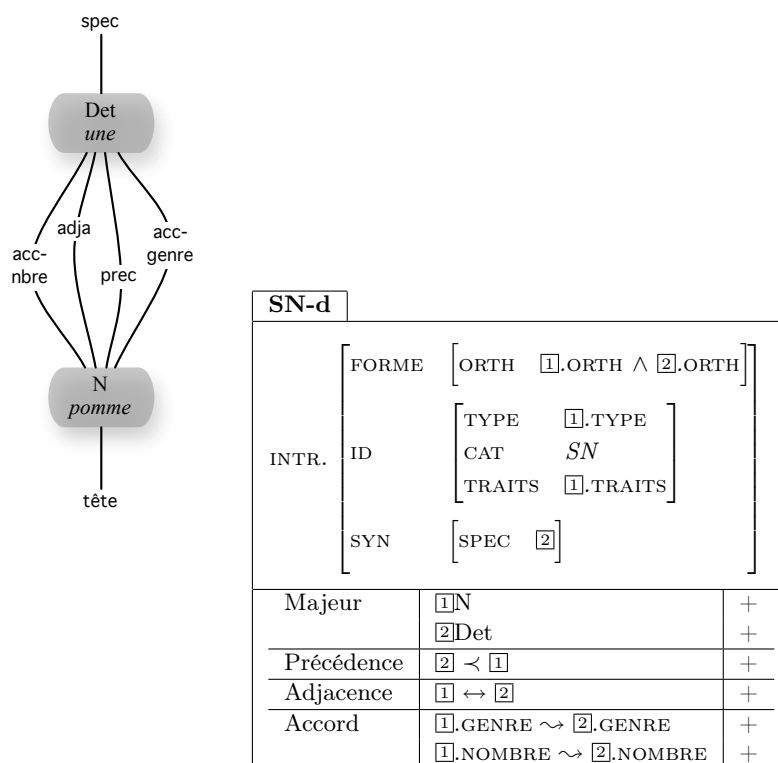 spec
Det
une
adja
acc-
nbre
acc-
genre
prec
N
pomme
tête
SN-d
INTR.
FORME [ORTH 1.ORTH ∧ 2.ORTH]
ID
TYPE 1.TYPE
CAT SN
TRAITS 1.TRAITS
SYN [SPEC 2]
Majeur 1N +
2Det +
Précédence 2 ≺ 1 +
Adjacence 1 ↔ 2 +
Accord 1.GENRE ⤳ 2.GENRE +
1.NOMBRE ⤳ 2.NOMBRE +